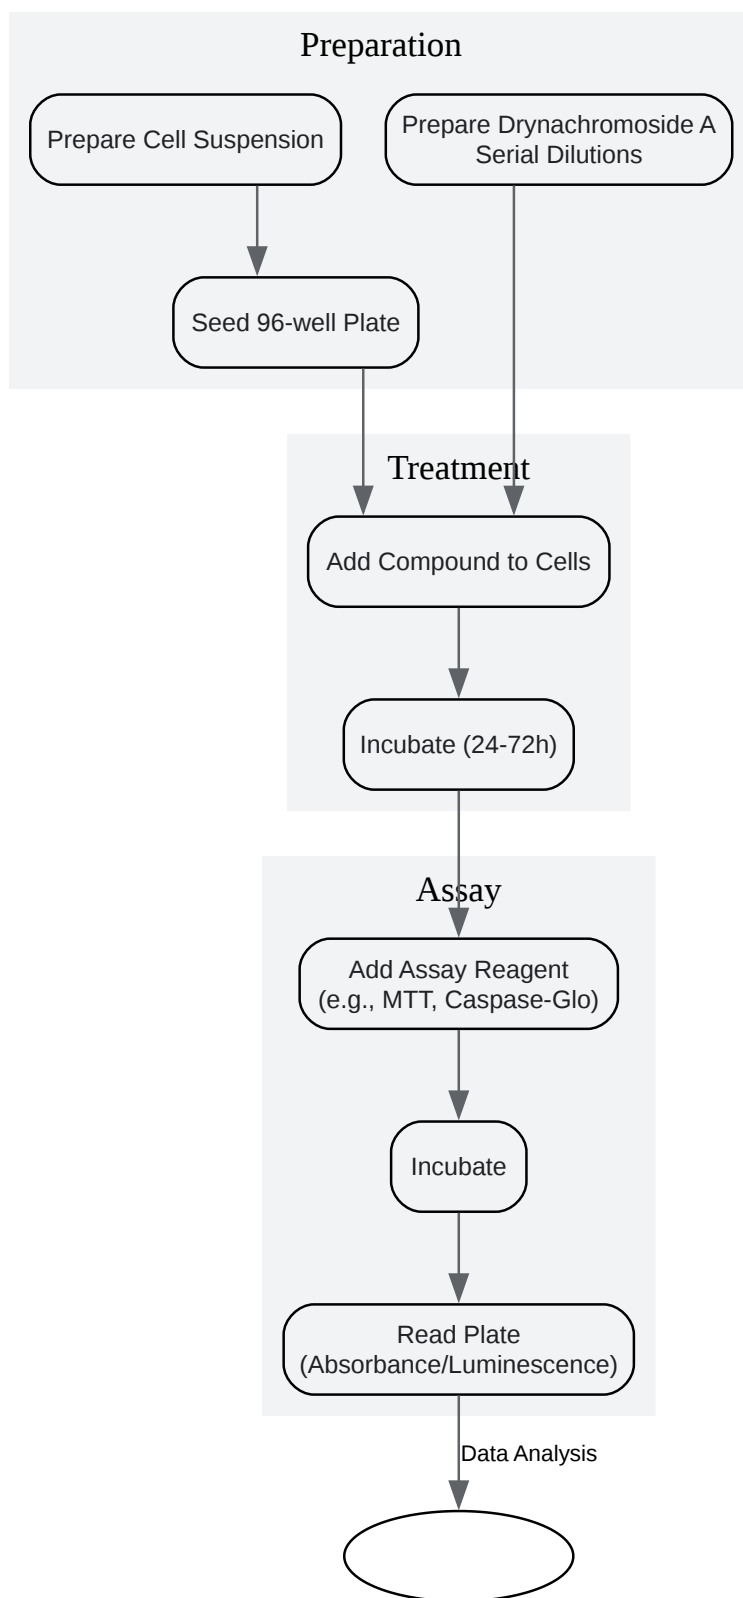 Preparation
Prepare Cell Suspension
Prepare Drynachromoside A
Serial Dilutions
Seed 96-well Plate
Treatment
Add Compound to Cells
Incubate (24-72h)
Assay
Add Assay Reagent
(e.g., MTT, Caspase-Glo)
Incubate
Read Plate
(Absorbance/Luminescence)
Data Analysis